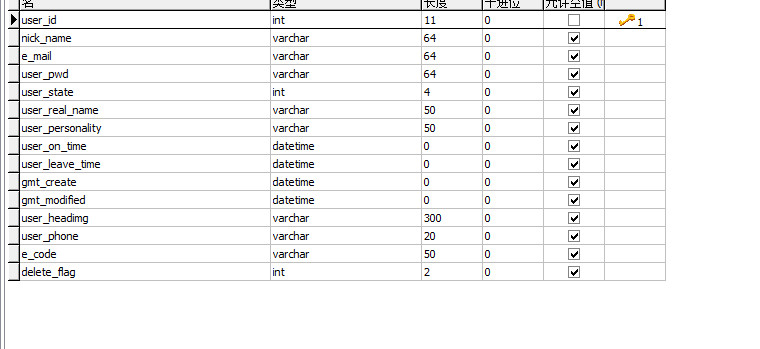 名 类型 长度 十进位 允许空值 (
user_id int 11 0 1
nick_name varchar 64 0
e_mail varchar 64 0
user_pwd varchar 64 0
user_state int 4 0
user_real_name varchar 50 0
user_personality varchar 50 0
user_on_time datetime 0 0
user_leave_time datetime 0 0
gmt_create datetime 0 0
gmt_modified datetime 0 0
user_headimg varchar 300 0
user_phone varchar 20 0
e_code varchar 50 0
delete_flag int 2 0